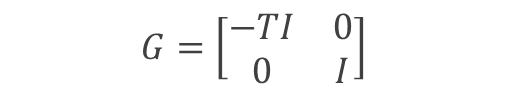 G = [−TI 0
0 I]